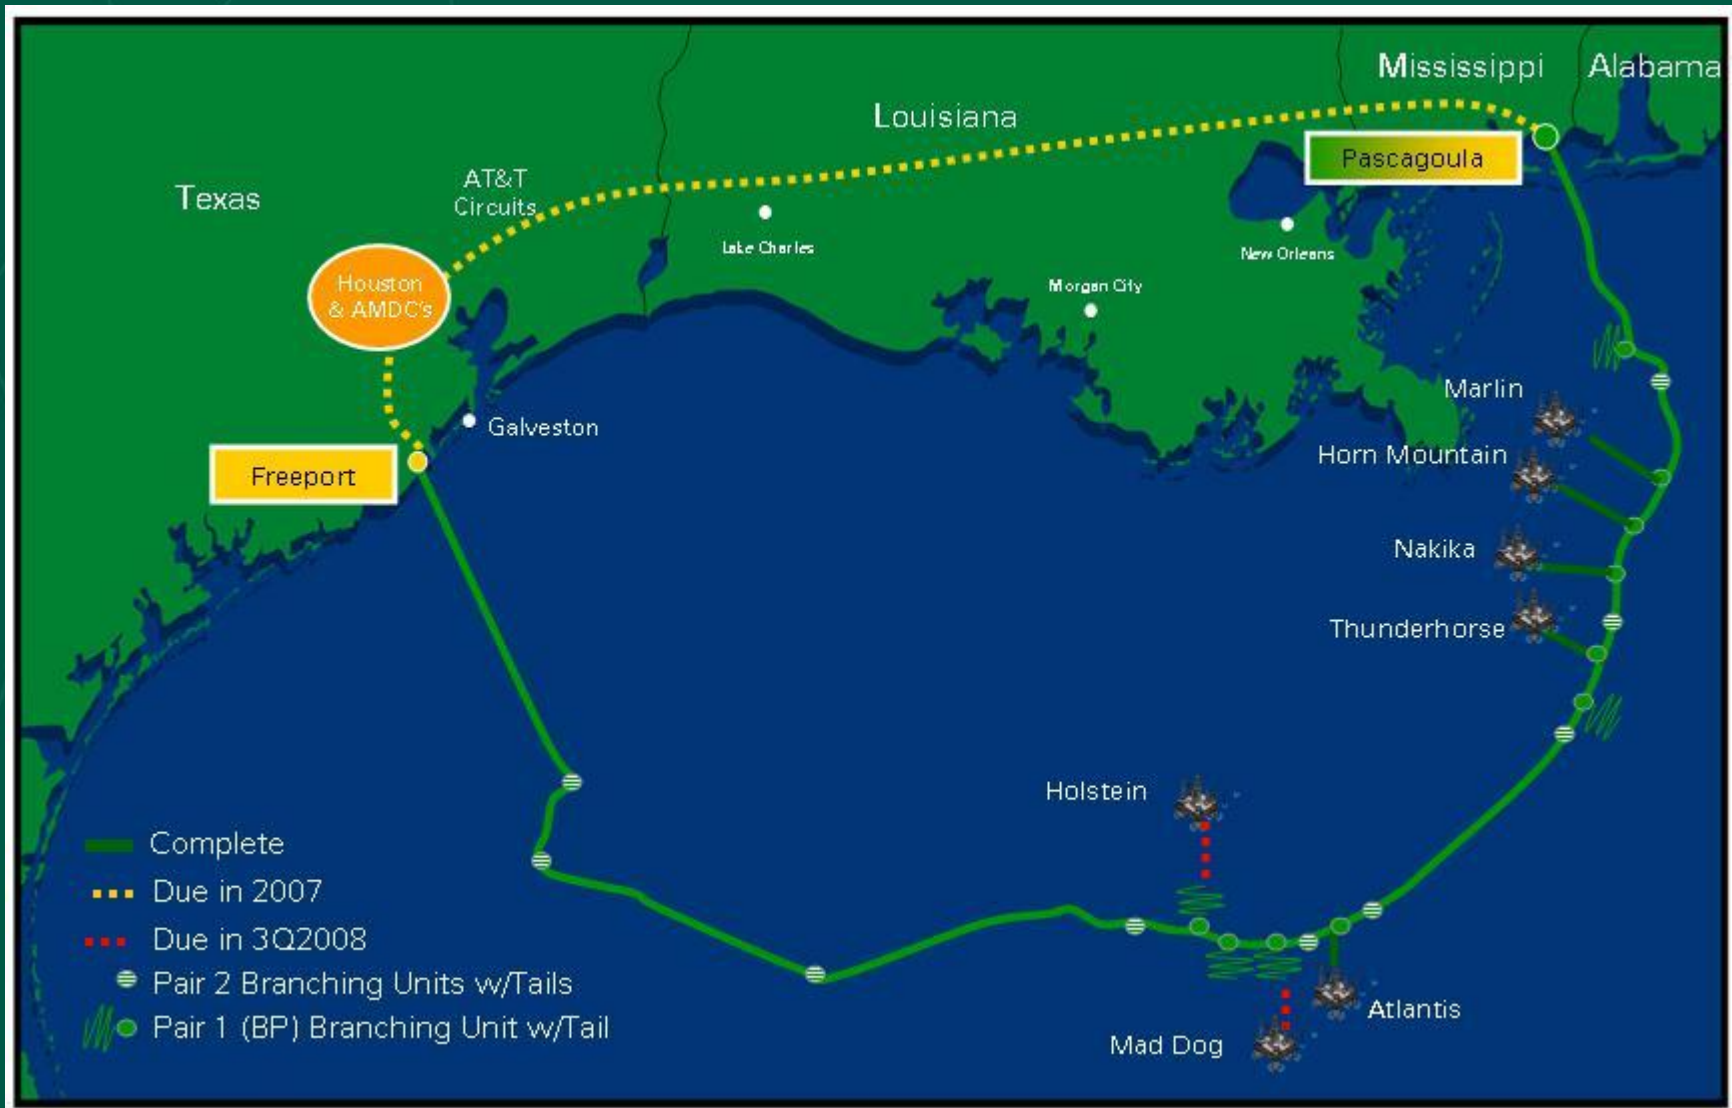 Mississippi
Alabama
Louisiana
Texas
AT&T
Circuits
Pascagoula
Lake Charles
New Orleans
Houston
& AMDC's
Morgan City
Marlin
Galveston
Horn Mountain
Freeport
Nakika
Thunderhorse
Holstein
Complete
Due in 2007
Due in 3Q2008
Pair 2 Branching Units w/Tails
Atlantis
Pair 1 (BP) Branching Unit w/Tail
Mad Dog